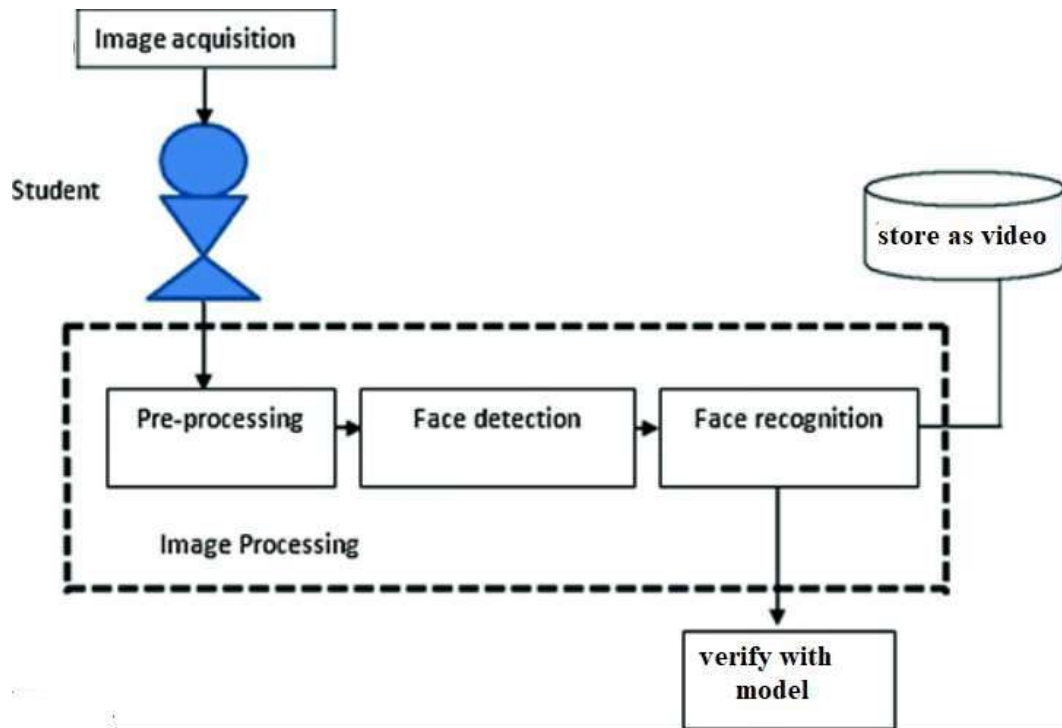 Image acquisition
Student
store as video
Pre-processing
Face detection
Face recognition
Image Processing
verify with
model